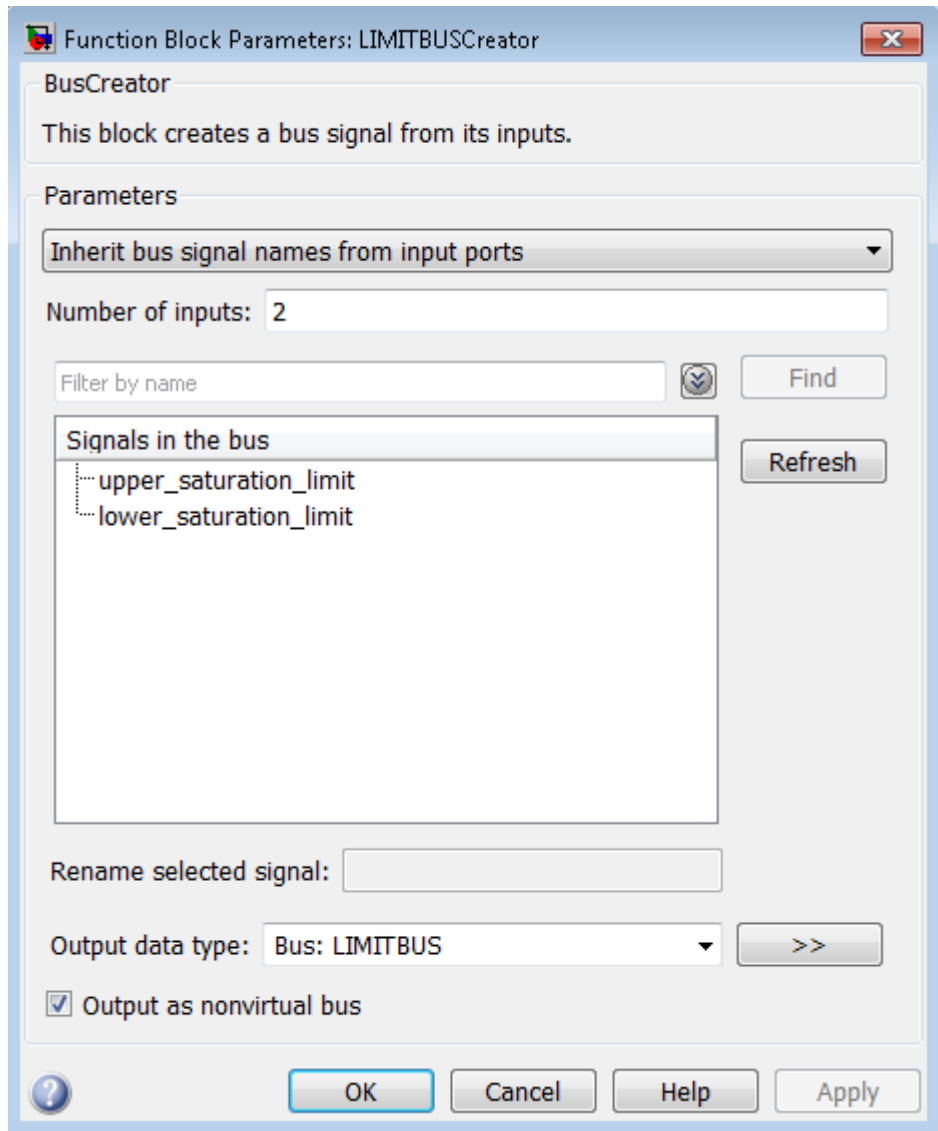 Function Block Parameters: LIMITBUSCreator
BusCreator
This block creates a bus signal from its inputs.
Parameters
Inherit bus signal names from input ports
Number of inputs: 2
Filter by name
Find
Signals in the bus
Refresh
upper_saturation_limit
lower_saturation_limit
Rename selected signal:
Output data type: Bus: LIMITBUS >>
Output as nonvirtual bus
OK Cancel Help Apply